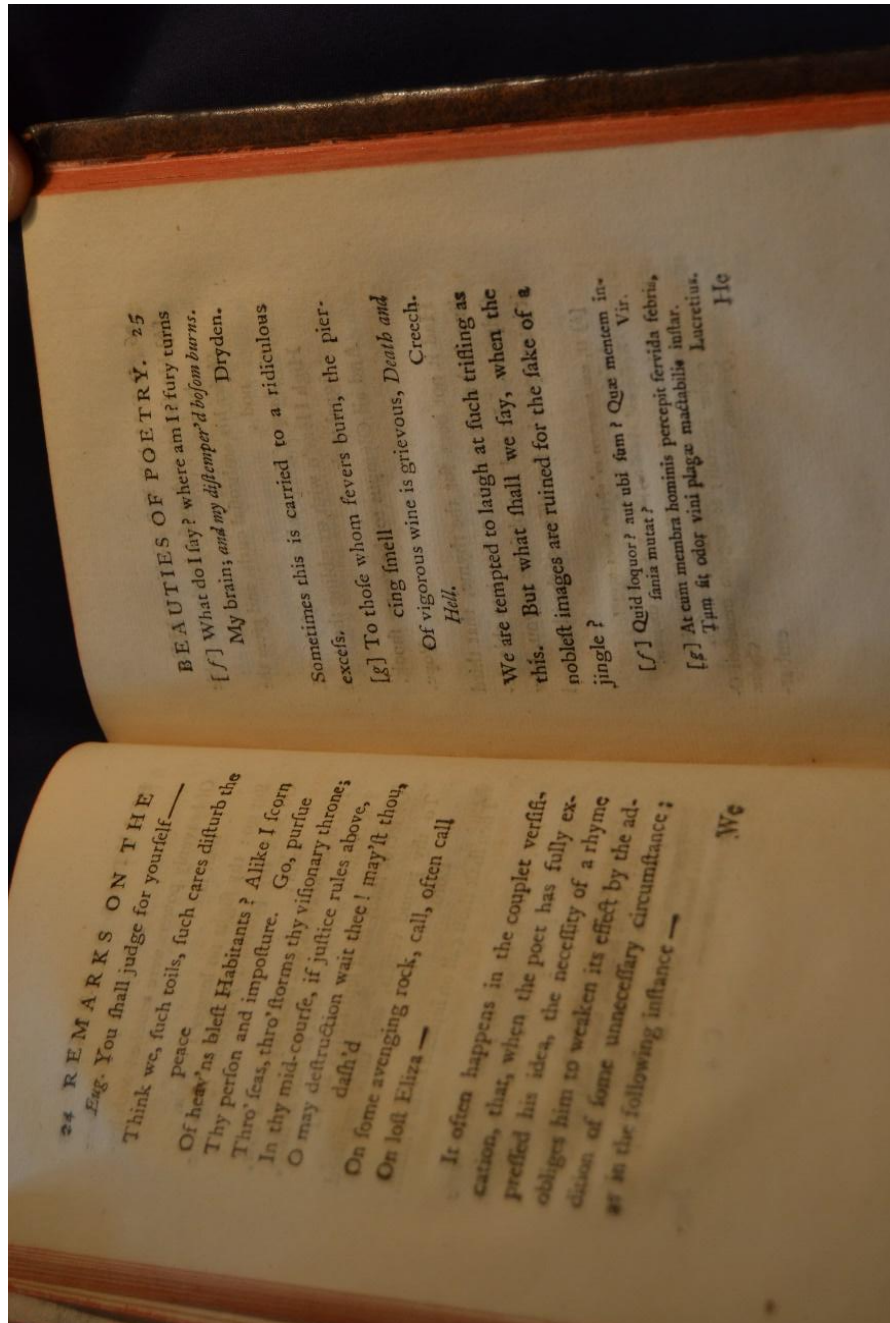 24 REMARKS ON THE
Eug. You ſhall judge for yourſelf—
Think we, ſuch toils, ſuch cares diſturb the
peace
Of heav'ns bleſt Habitants? Alike I ſcorn
Thy perſon and impoſture. Go, purſue
Thro' ſeas, thro' ſtorms thy viſionary throne;
In thy mid-courſe, if juſtice rules above,
O may deſtruction wait thee! may'ſt thou,
daſh'd
On ſome avenging rock, call, often call
On loſt Eliza—
It often happens in the couplet verſifi-
cation, that, when the poet has fully ex-
preſſed his idea, the neceſſity of a rhyme
obliges him to weaken its effect by the ad-
dition of ſome unneceſſary circumſtance;
as in the following inſtance—
We
BEAUTIES OF POETRY. 25
[f] What do I ſay? where am I? fury turns
My brain; and my diſtemper'd boſom burns.
Dryden.
Sometimes this is carried to a ridiculous
exceſs.
[g] To thoſe whom fevers burn, the pier-
cing ſmell
Of vigorous wine is grievous, Death and
Hell.
Creech.
We are tempted to laugh at ſuch trifling as
this. But what ſhall we ſay, when the
nobleſt images are ruined for the ſake of a
jingle?
[f] Quid loquor? aut ubi ſum? Quæ mentem in-
ſania mutat? Vir.
[g] At cum membra hominis percepit fervida febris,
Tum fit odor vini plagæ mactabilis inſtar.
Lucretius.
He